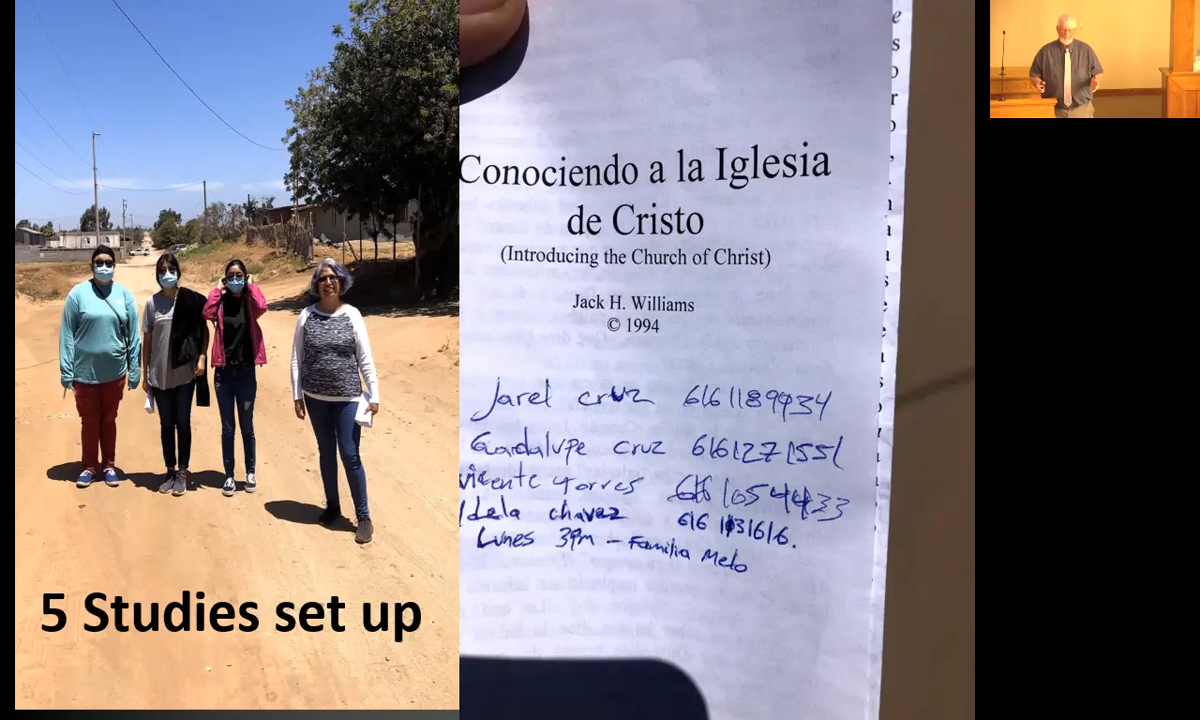 5 Studies set up
Conociendo a la Iglesia
de Cristo
(Introducing the Church of Christ)
Jack H. Williams
© 1994
Jarel cruz 6161189934
Guadalupe cruz 6161271551
vicente torres
dela chavez
Lunes 3pm - Familia Melo